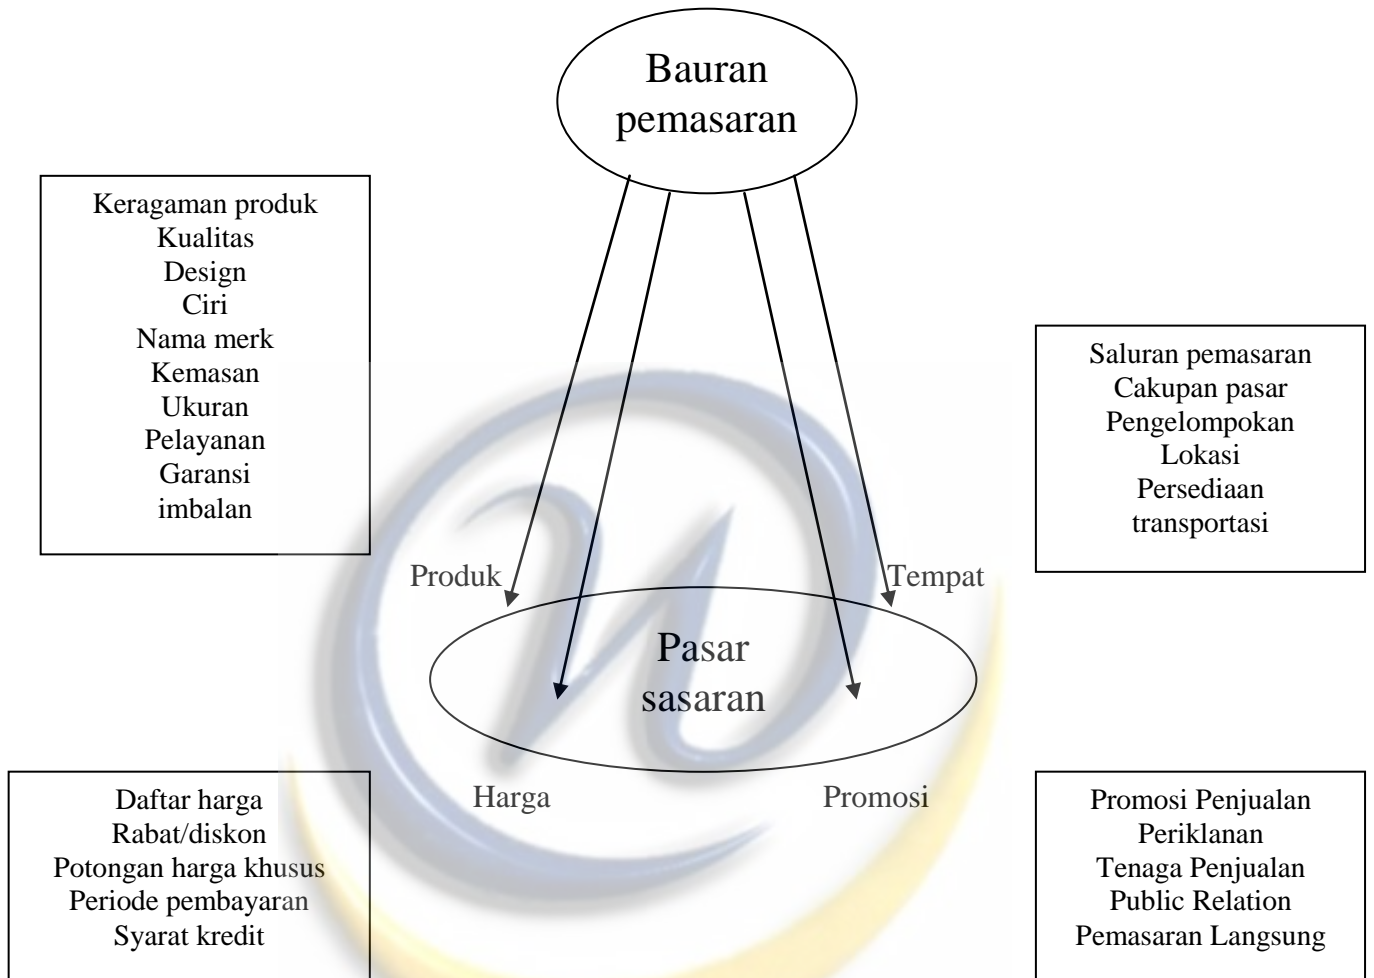 Bauran
pemasaran
Keragaman produk
Kualitas
Design
Ciri
Nama merk
Kemasan
Ukuran
Pelayanan
Garansi
imbalan
Saluran pemasaran
Cakupan pasar
Pengelompokan
Lokasi
Persediaan
transportasi
Produk
Tempat
Pasar
sasaran
Harga
Promosi
Daftar harga
Rabat/diskon
Potongan harga khusus
Periode pembayaran
Syarat kredit
Promosi Penjualan
Periklanan
Tenaga Penjualan
Public Relation
Pemasaran Langsung